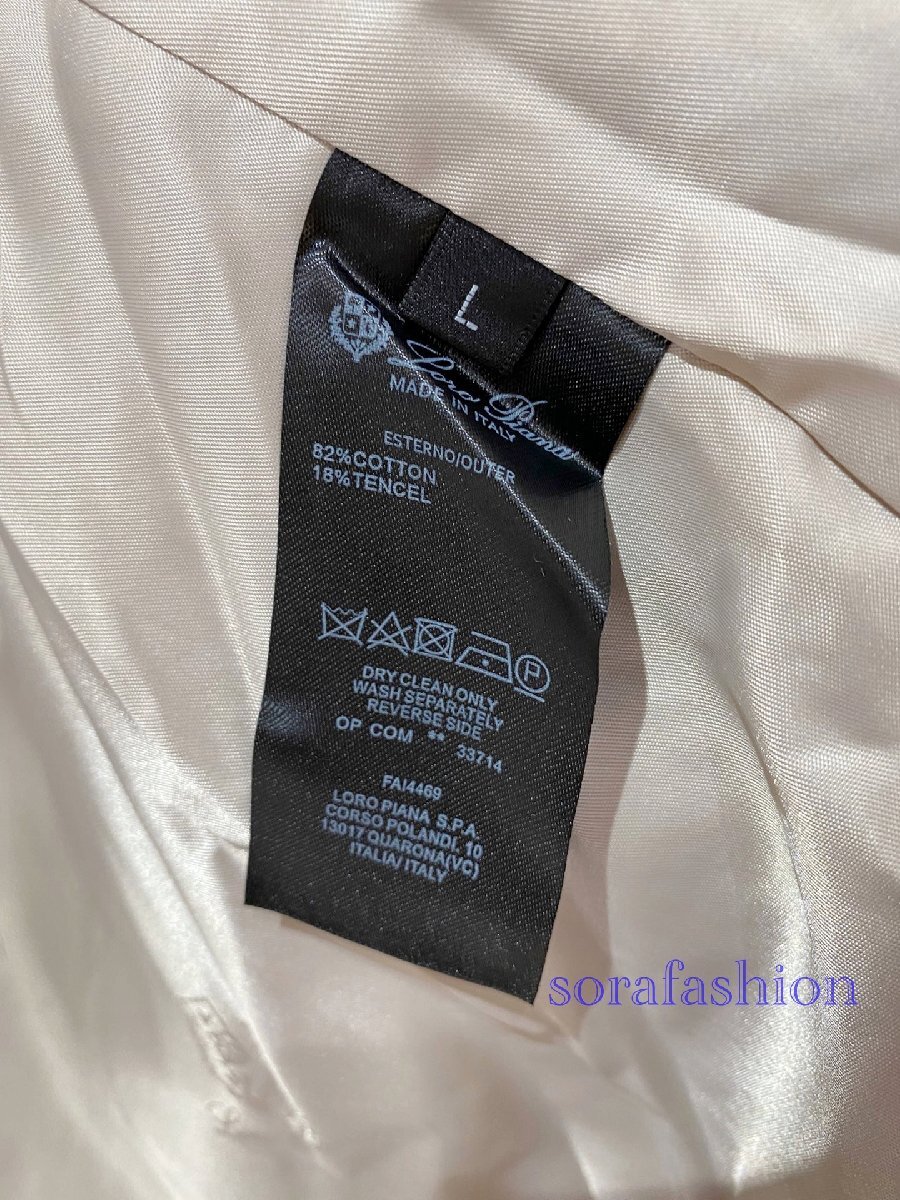 L
Loro Piana
MADE IN ITALY
ESTERNO/OUTER
82%COTTON
18%TENCEL
P
DRY CLEAN ONLY
WASH SEPARATELY
REVERSE SIDE
OP COM ** 33714
FAI4469
LORO PIANA S.P.A.
CORSO POLANDI, 10
13017 QUARONA(VC)
ITALIA/ ITALY
sorafashion